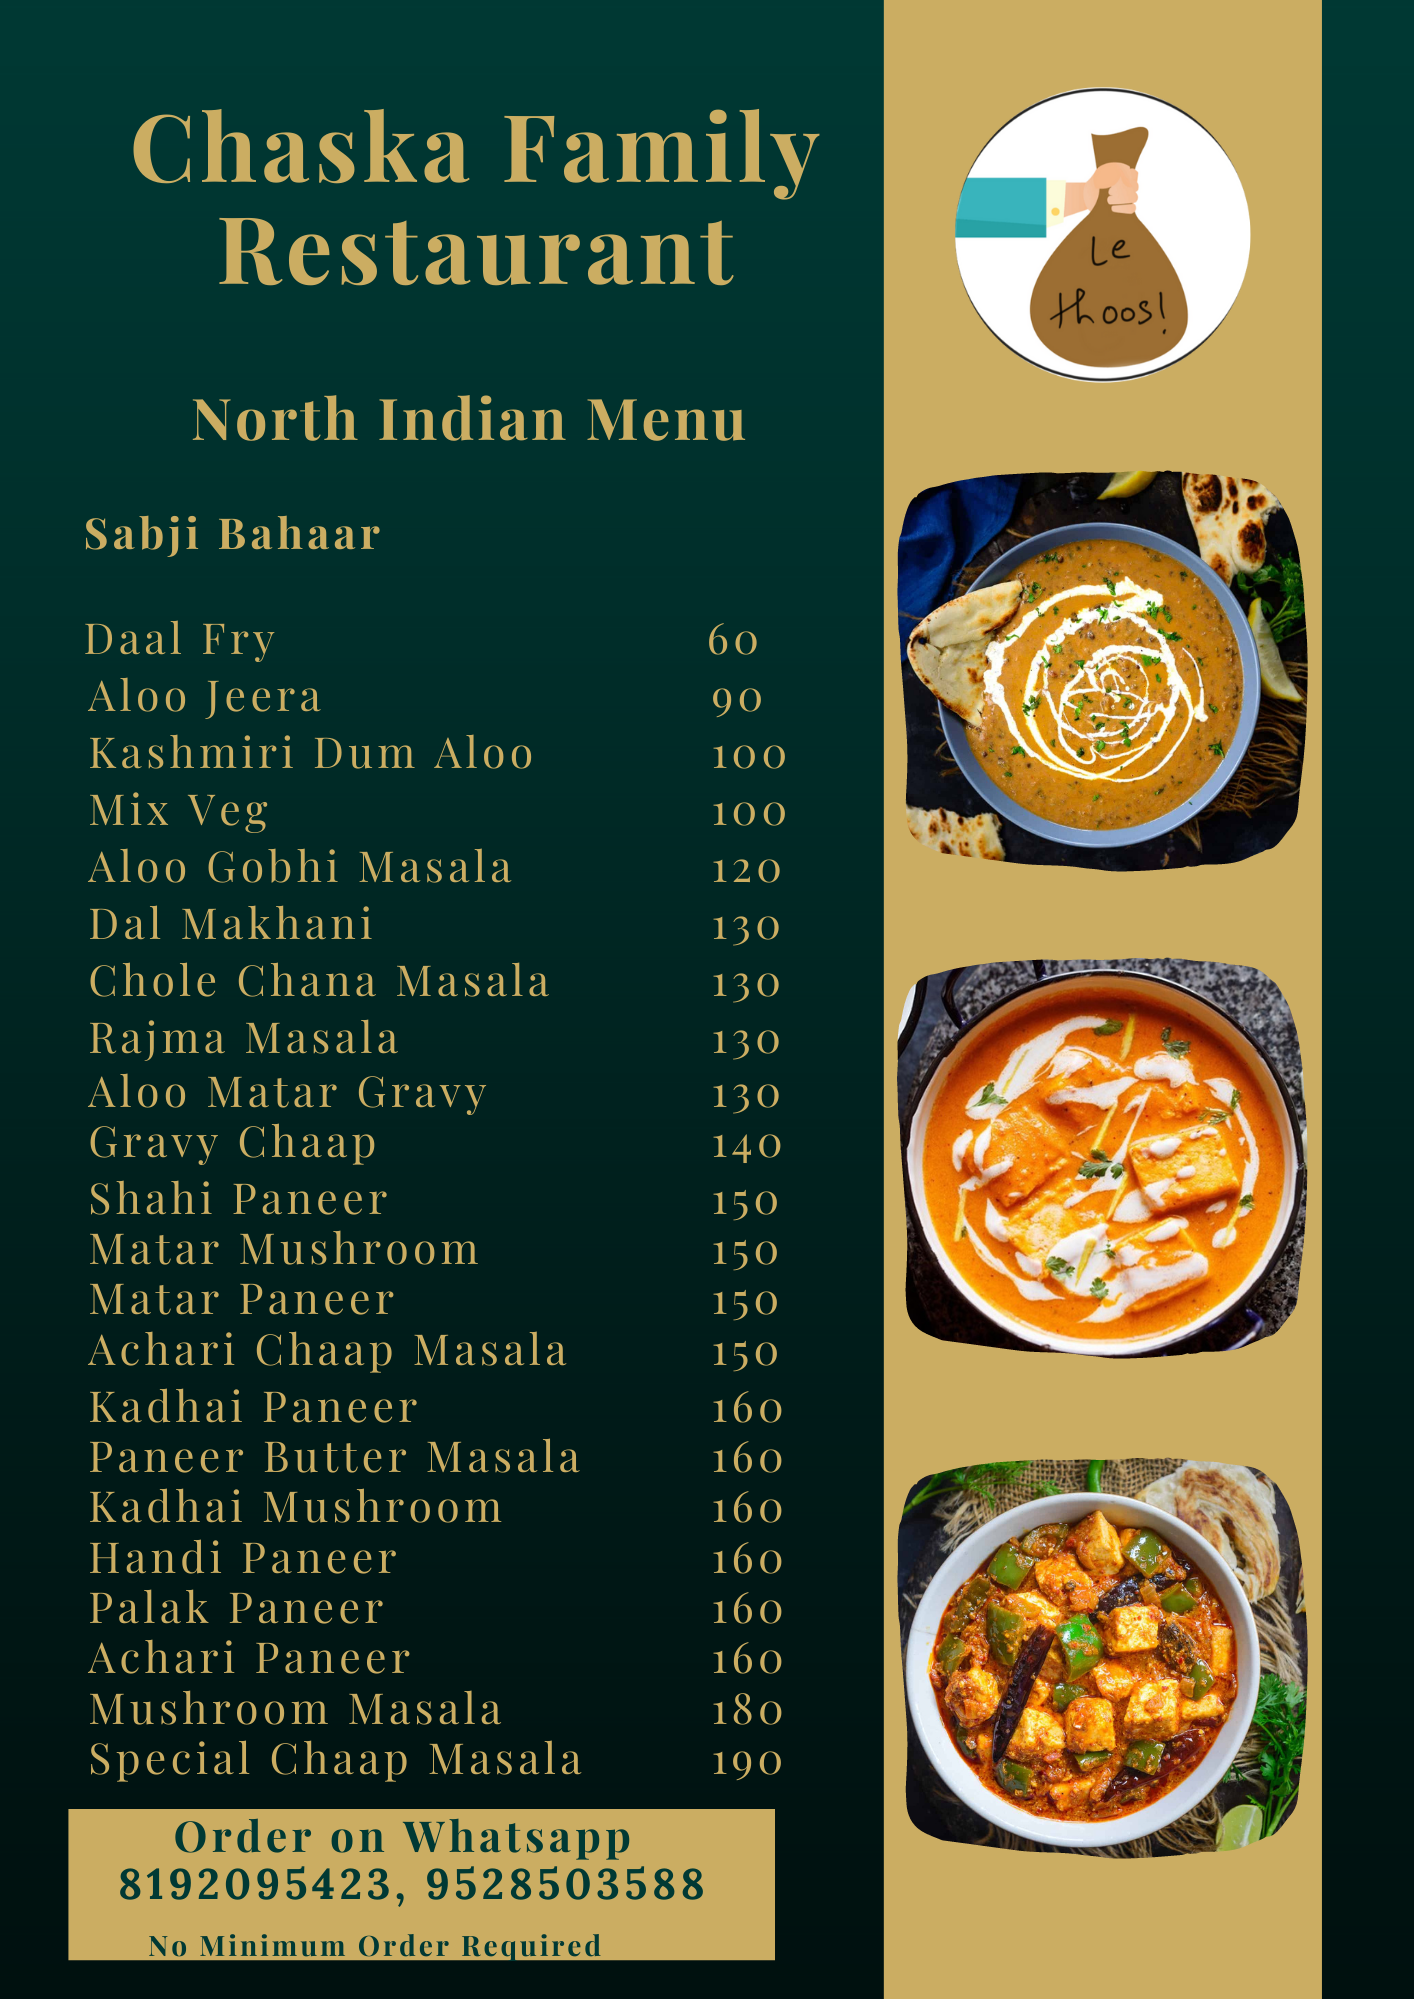 Chaska Family
Restaurant
Le
thoos!
North Indian Menu
Sabji Bahaar
Daal Fry 60
Aloo Jeera 90
Kashmiri Dum Aloo 100
Mix Veg 100
Aloo Gobhi Masala 120
Dal Makhani 130
Chole Chana Masala 130
Rajma Masala 130
Aloo Matar Gravy 130
Gravy Chaap 140
Shahi Paneer 150
Matar Mushroom 150
Matar Paneer 150
Achari Chaap Masala 150
Kadhai Paneer 160
Paneer Butter Masala 160
Kadhai Mushroom 160
Handi Paneer 160
Palak Paneer 160
Achari Paneer 160
Mushroom Masala 180
Special Chaap Masala 190
Order on Whatsapp
8192095423, 9528503588
No Minimum Order Required